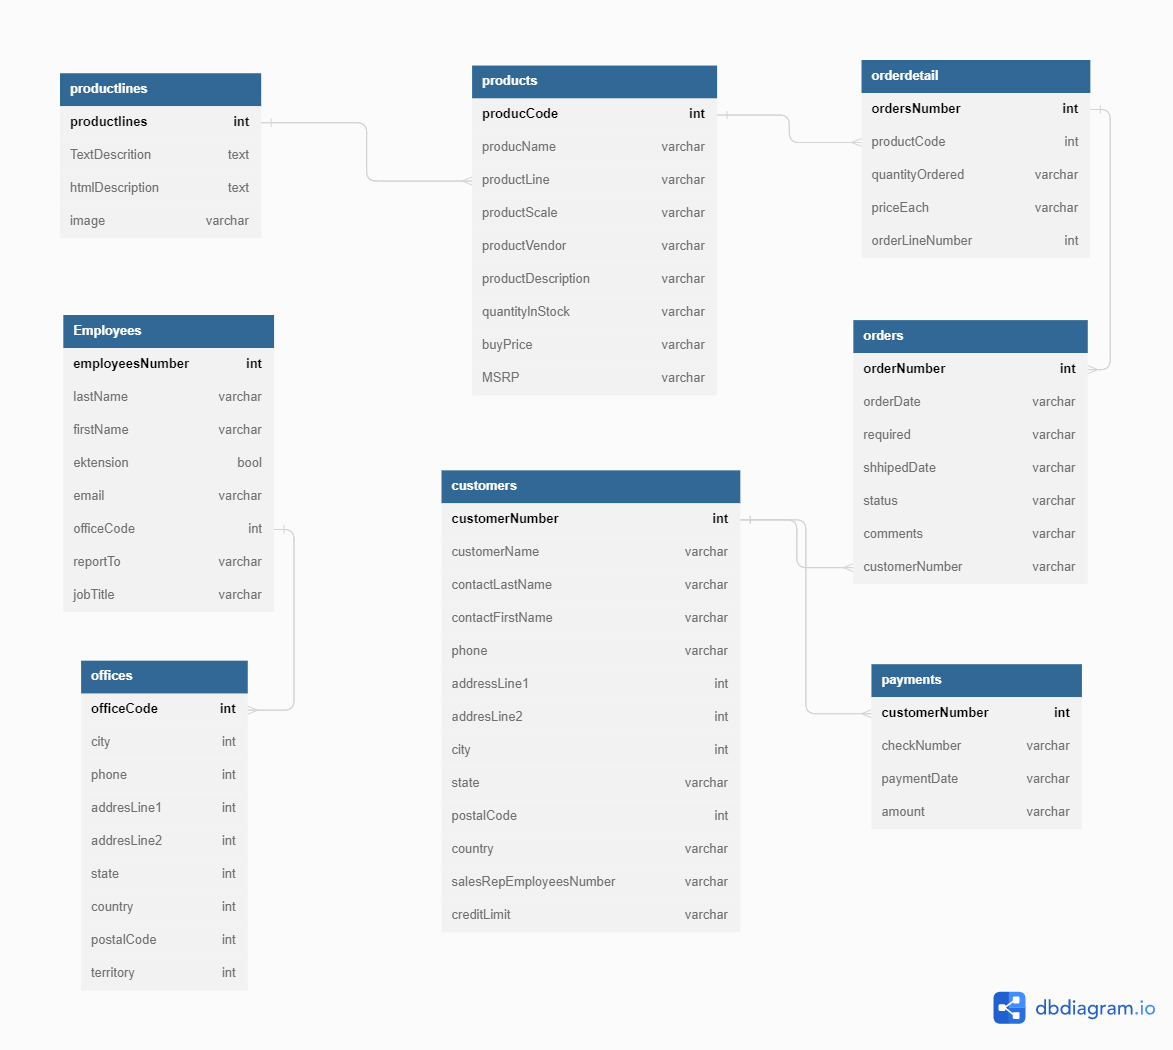 productlines
productlines int
TextDescrition text
htmlDescription text
image varchar
products
producCode int
producName varchar
productLine varchar
productScale varchar
productVendor varchar
productDescription varchar
quantityInStock varchar
buyPrice varchar
MSRP varchar
orderdetail
ordersNumber int
productCode int
quantityOrdered varchar
priceEach varchar
orderLineNumber int
Employees
employeesNumber int
lastName varchar
firstName varchar
ektension bool
email varchar
officeCode int
reportTo varchar
jobTitle varchar
orders
orderNumber int
orderDate varchar
required varchar
shhipedDate varchar
status varchar
comments varchar
customerNumber varchar
customers
customerNumber int
customerName varchar
contactLastName varchar
contactFirstName varchar
phone varchar
addressLine1 int
addresLine2 int
city int
state varchar
postalCode int
country varchar
salesRepEmployeesNumber varchar
creditLimit varchar
offices
officeCode int
city int
phone int
addresLine1 int
addresLine2 int
state int
country int
postalCode int
territory int
payments
customerNumber int
checkNumber varchar
paymentDate varchar
amount varchar
dbdiagram.io